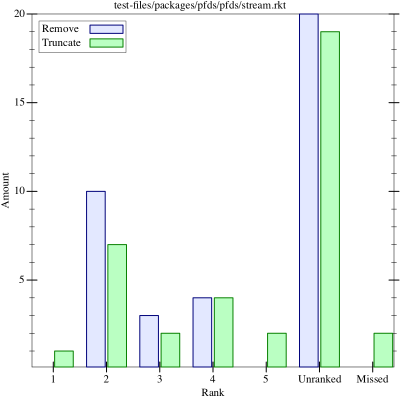 test-files/packages/pfds/pfds/stream.rkt
Remove
Truncate
20
15
10
5
Amount
1 2 3 4 5 Unranked Missed
Rank